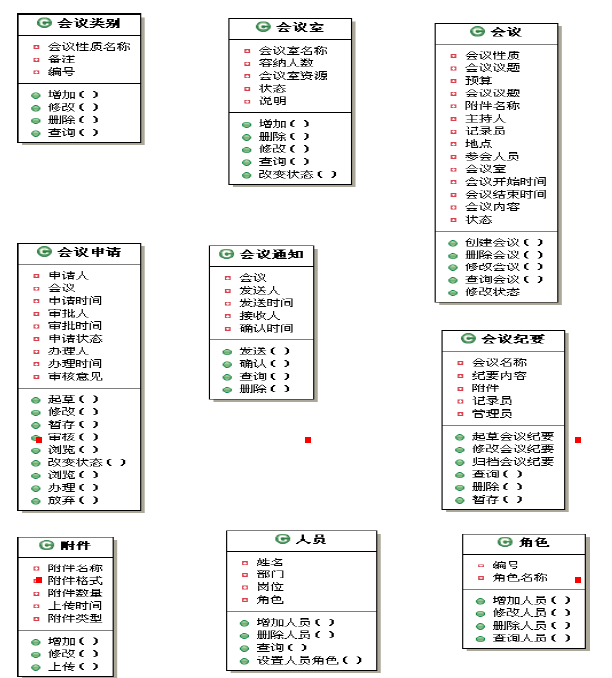 会议类别
会议性质名称
备注
编号
增加()
修改()
删除()
查询()
会议室
会议室名称
容纳人数
会议室资源
状态
说明
增加()
删除()
修改()
查询()
改变状态()
会议
会议性质
会议议题
预算
会议议题
附件名称
主持人
记录员
地点
参会人员
会议室
会议开始时间
会议结束时间
会议内容
状态
创建会议()
删除会议()
修改会议()
查询会议()
修改状态
会议申请
申请人
会议
申请时间
审批人
审批时间
申请状态
办理人
办理时间
审核意见
起草()
修改()
暂存()
审核()
浏览()
改变状态()
浏览()
办理()
放弃()
会议通知
会议
发送人
发送时间
接收人
确认时间
发送()
确认()
查询()
删除()
会议纪要
会议名称
纪要内容
附件
记录员
管理员
起草会议纪要
修改会议纪要
归档会议纪要
查询()
删除()
暂存()
附件
附件名称
附件格式
附件数量
上传时间
附件类型
增加()
修改()
上传()
人员
姓名
部门
岗位
角色
增加人员()
删除人员()
查询()
设置人员角色()
角色
编号
角色名称
增加人员()
修改人员()
删除人员()
查询人员()